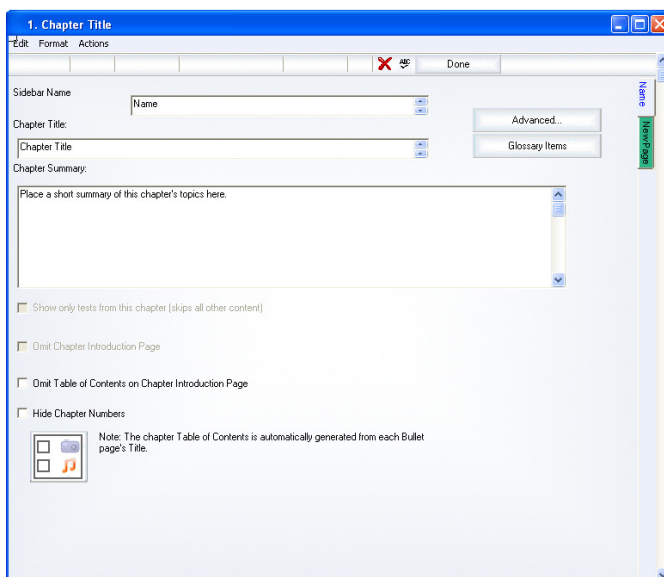 1. Chapter Title
Edit Format Actions
ABC Done
Sidebar Name
Name
Name
Advanced...
Chapter Title:
NewPage
Chapter Title
Glossary Items
Chapter Summary:
Place a short summary of this chapter's topics here.
Show only tests from this chapter (skips all other content)
Omit Chapter Introduction Page
Omit Table of Contents on Chapter Introduction Page
Hide Chapter Numbers
Note: The chapter Table of Contents is automatically generated from each Bullet
page's Title.